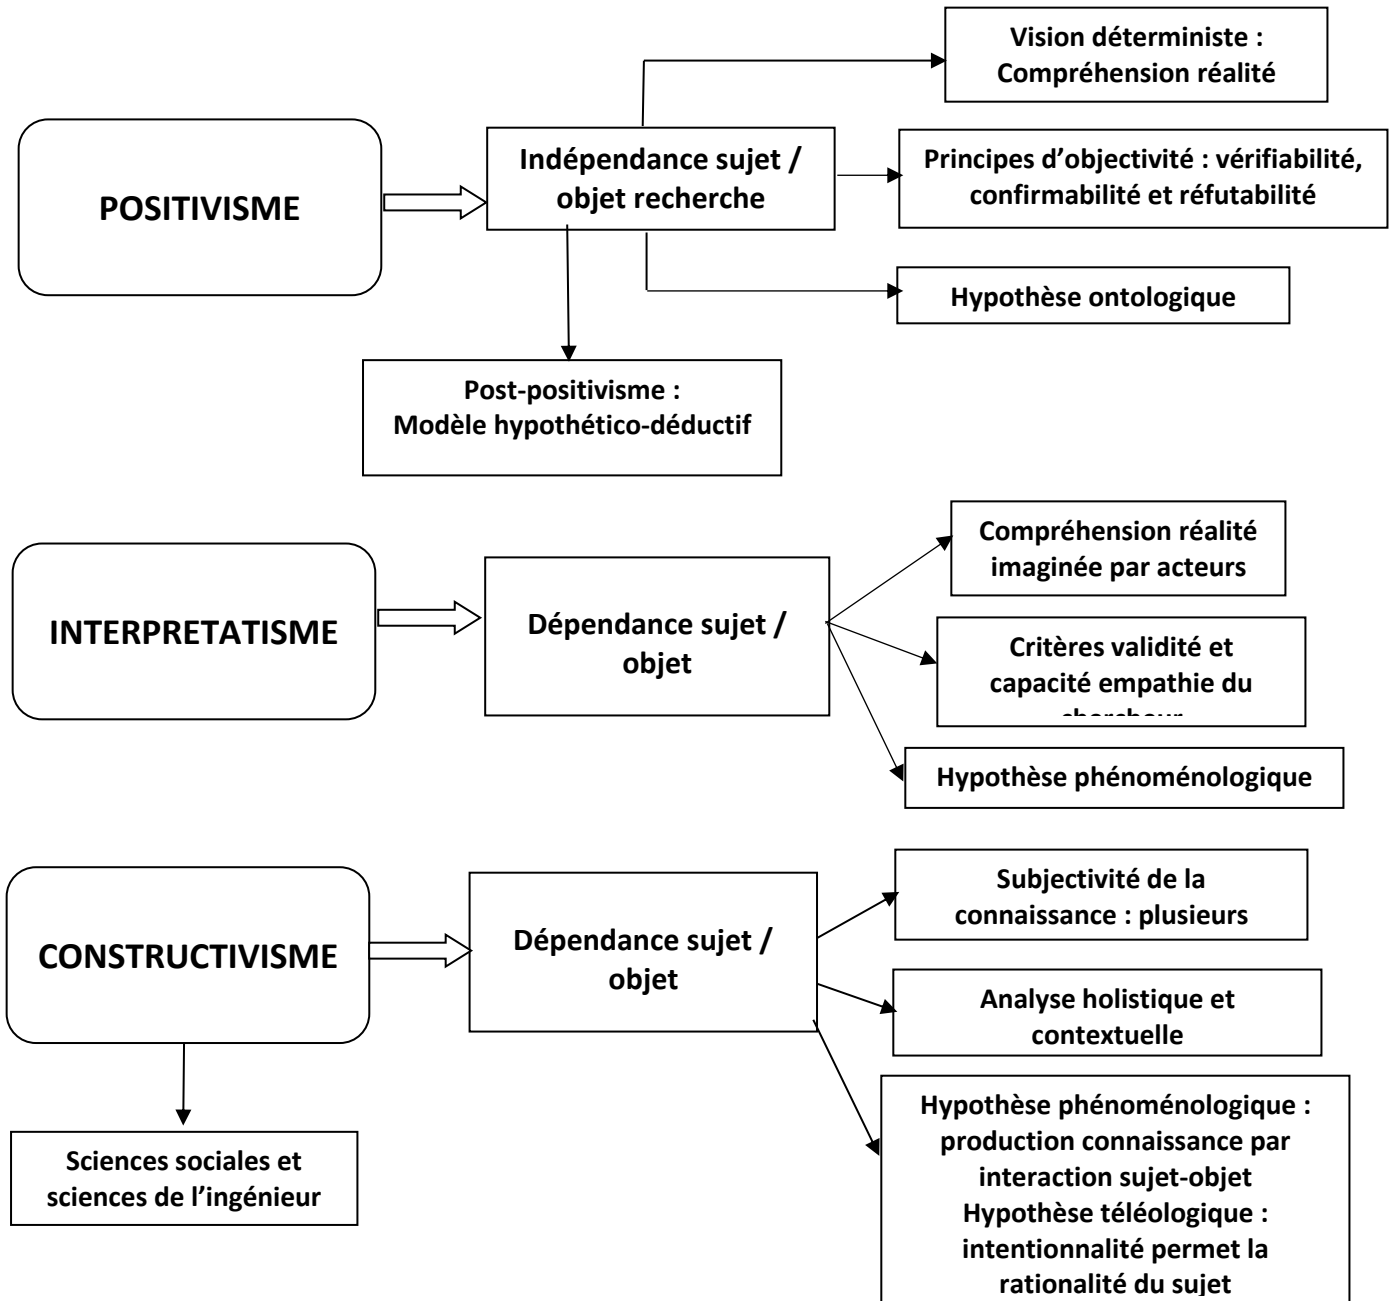 Vision déterministe :
Compréhension réalité
POSITIVISME
Indépendance sujet /
objet recherche
Principes d’objectivité : vérifiabilité,
confirmabilité et réfutabilité
Hypothèse ontologique
Post-positivisme :
Modèle hypothético-déductif
INTERPRETATISME
Dépendance sujet /
objet
Compréhension réalité
imaginée par acteurs
Critères validité et
capacité empathie du
Hypothèse phénoménologique
CONSTRUCTIVISME
Dépendance sujet /
objet
Subjectivité de la
connaissance : plusieurs
Analyse holistique et
contextuelle
Hypothèse phénoménologique :
production connaissance par
interaction sujet-objet
Hypothèse téléologique :
intentionnalité permet la
rationalité du sujet
Sciences sociales et
sciences de l’ingénieur